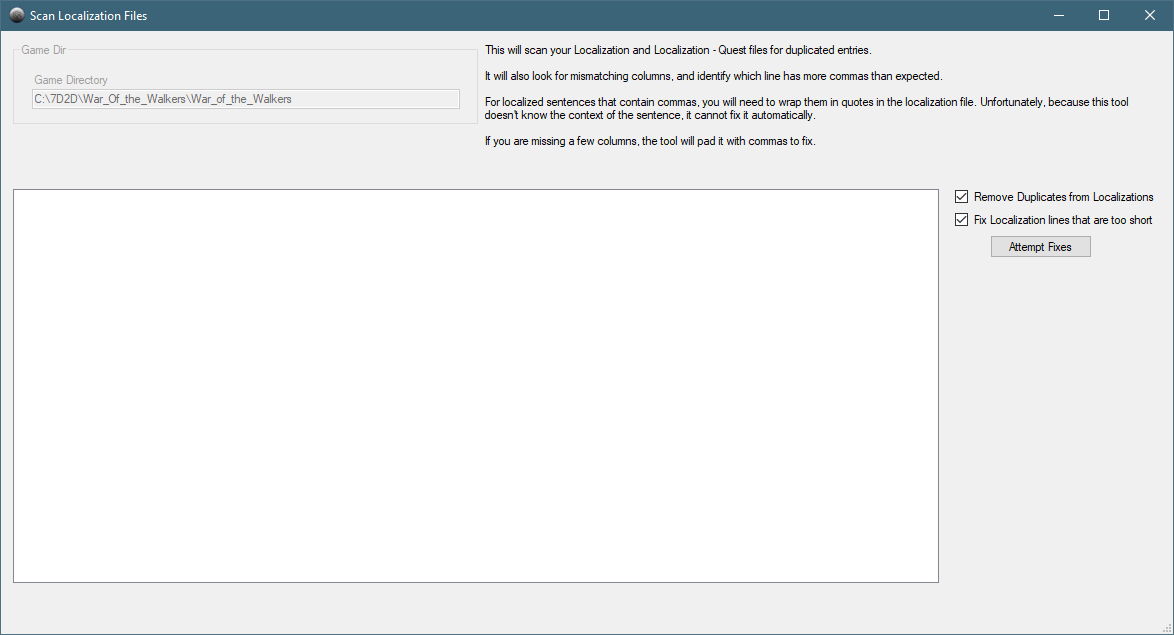 Scan Localization Files
Game Dir
Game Directory
C:\7D2D\War_Of_the_Walkers\War_of_the_Walkers
This will scan your Localization and Localization - Quest files for duplicated entries.
It will also look for mismatching columns, and identify which line has more commas than expected.
For localized sentences that contain commas, you will need to wrap them in quotes in the localization file. Unfortunately, because this tool
doesn't know the context of the sentence, it cannot fix it automatically.
If you are missing a few columns, the tool will pad it with commas to fix.
Remove Duplicates from Localizations
Fix Localization lines that are too short
Attempt Fixes